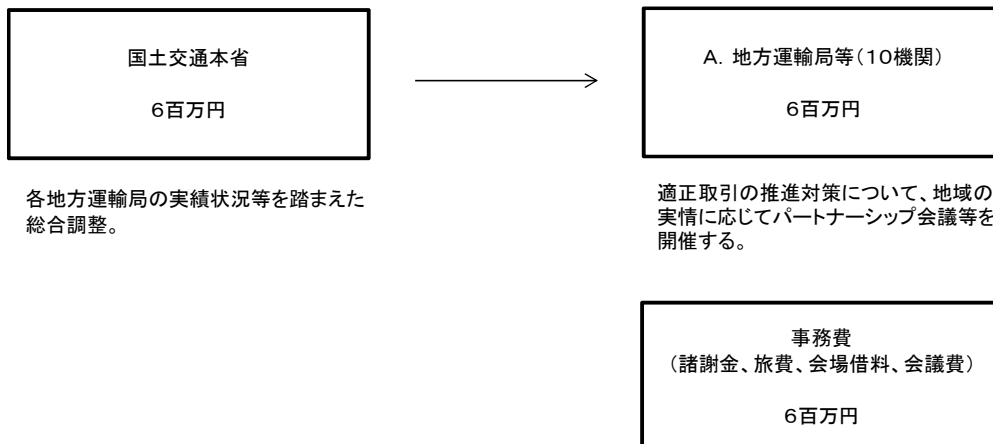 国土交通本省
6百万円
各地方運輸局の実績状況等を踏まえた
総合調整。
A．地方運輸局等（10機関）
6百万円
適正取引の推進対策について、地域の
実情に応じてパートナーシップ会議等を
開催する。
事務費
（諸謝金、旅費、会場借料、会議費）
6百万円